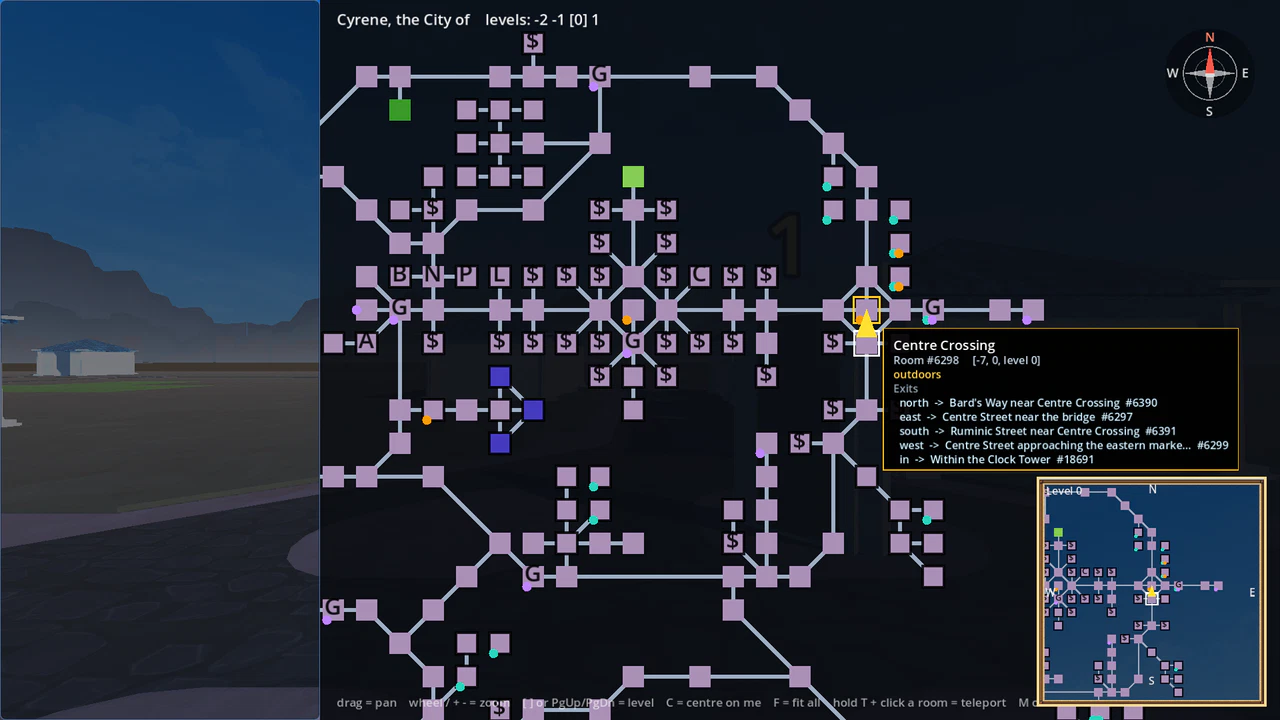 Cyrene, the City of levels: -2 -1 [0] 1
N
W E
S
$
G
$
$ $
$ $
B N P L $ $ $ $ C $ $
G G
A $ $ $ $ $ G $ $ $ $
$ $ $
$
$
$
G
G
$
1
Centre Crossing
Room #6298 [-7, 0, level 0]
outdoors
Exits
north -> Bard's Way near Centre Crossing #6390
east -> Centre Street near the bridge #6297
south -> Ruminic Street near Centre Crossing #6391
west -> Centre Street approaching the eastern marke... #6299
in -> Within the Clock Tower #18691
Level 0
N
W E
S
drag = pan wheel / + - = zoom [ ] or PgUp/PgDn = level C = centre on me F = fit all hold T + click a room = teleport M